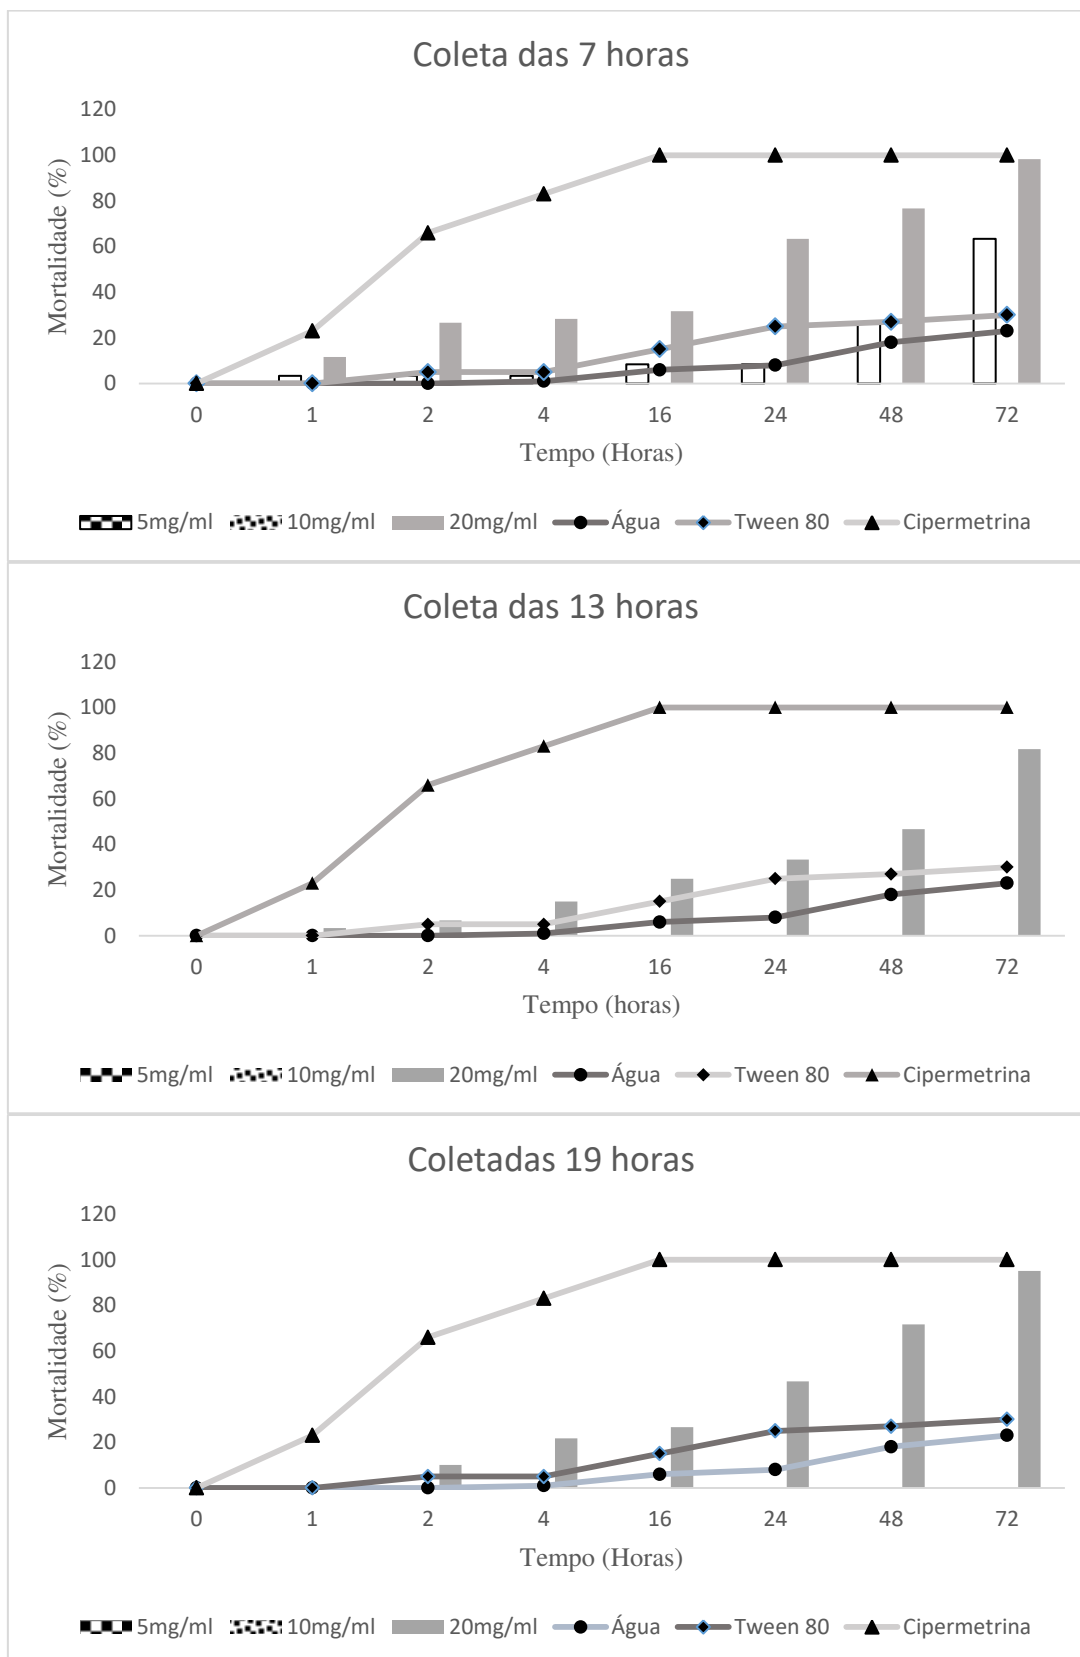 Coleta das 7 horas
120
100
80
60
40
20
0
Mortalidade (%)
0 1 2 4 16 24 48 72
Tempo (Horas)
5mg/ml 10mg/ml 20mg/ml Água Tween 80 Cipermetrina
Coleta das 13 horas
120
100
80
60
40
20
0
Mortalidade (%)
0 1 2 4 16 24 48 72
Tempo (horas)
5mg/ml 10mg/ml 20mg/ml Água Tween 80 Cipermetrina
Coletadas 19 horas
120
100
80
60
40
20
0
Mortalidade (%)
0 1 2 4 16 24 48 72
Tempo (Horas)
5mg/ml 10mg/ml 20mg/ml Água Tween 80 Cipermetrina